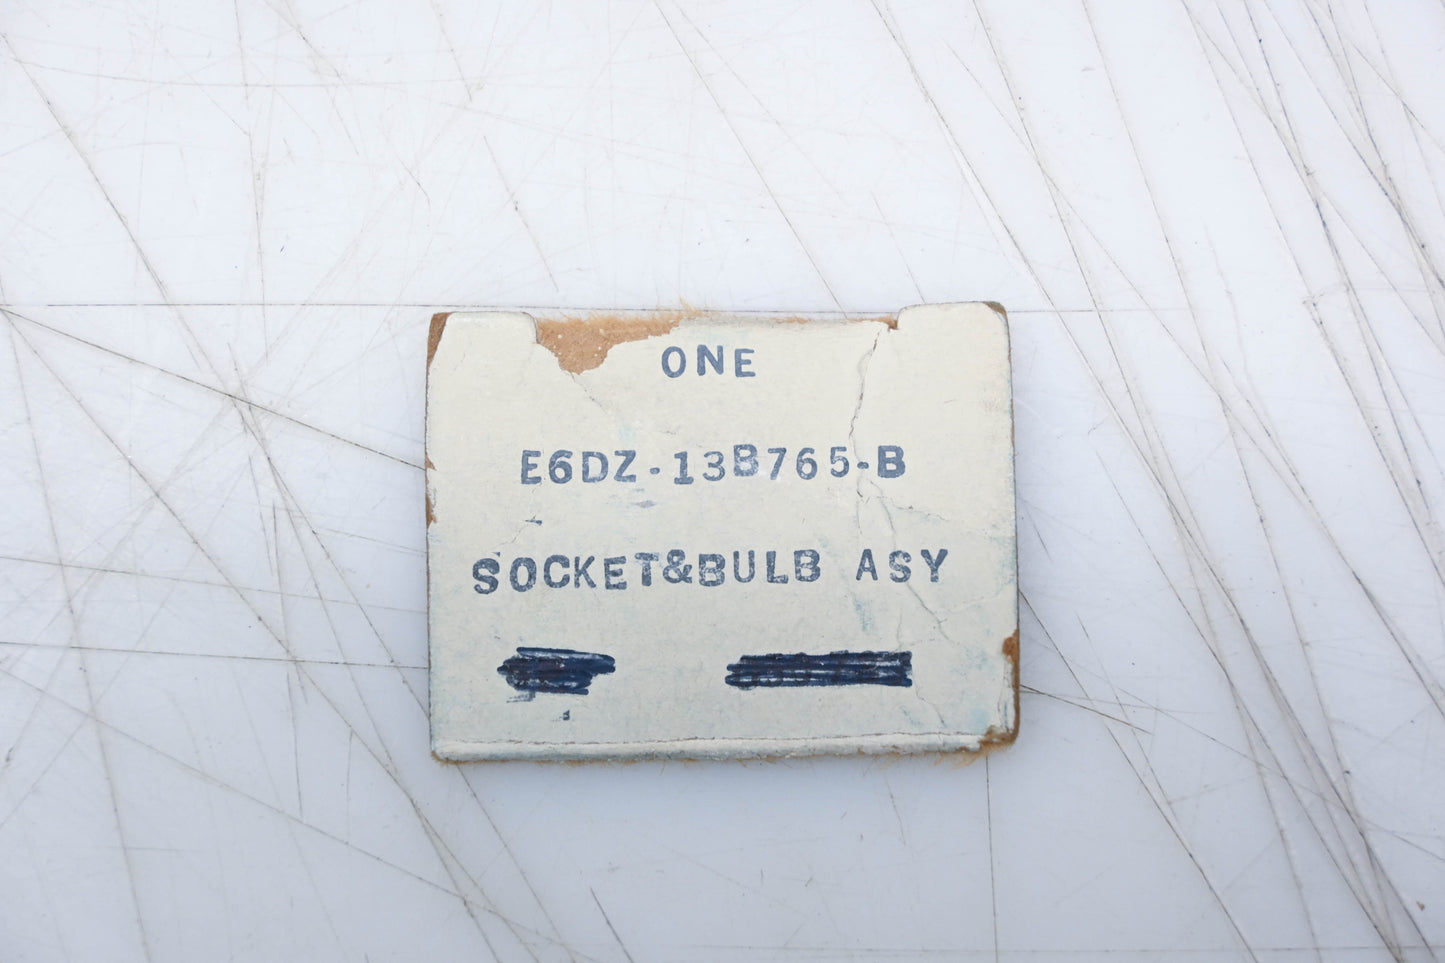 ONE
E6DZ-13B765-B
SOCKET&BULB ASY